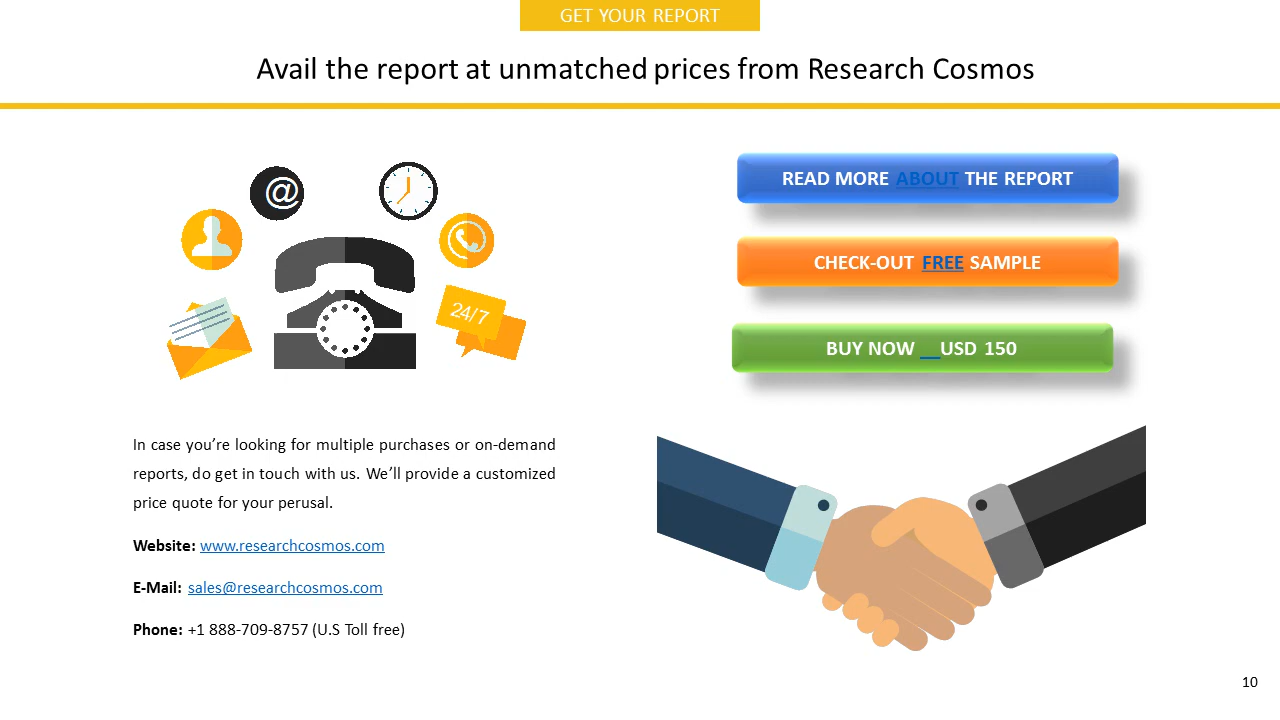 GET YOUR REPORT
Avail the report at unmatched prices from Research Cosmos
@
24/7
READ MORE ABOUT THE REPORT
CHECK-OUT FREE SAMPLE
BUY NOW __USD 150
In case you’re looking for multiple purchases or on-demand
reports, do get in touch with us. We’ll provide a customized
price quote for your perusal.
Website: www.researchcosmos.com
E-Mail: sales@researchcosmos.com
Phone: +1 888-709-8757 (U.S Toll free)
10